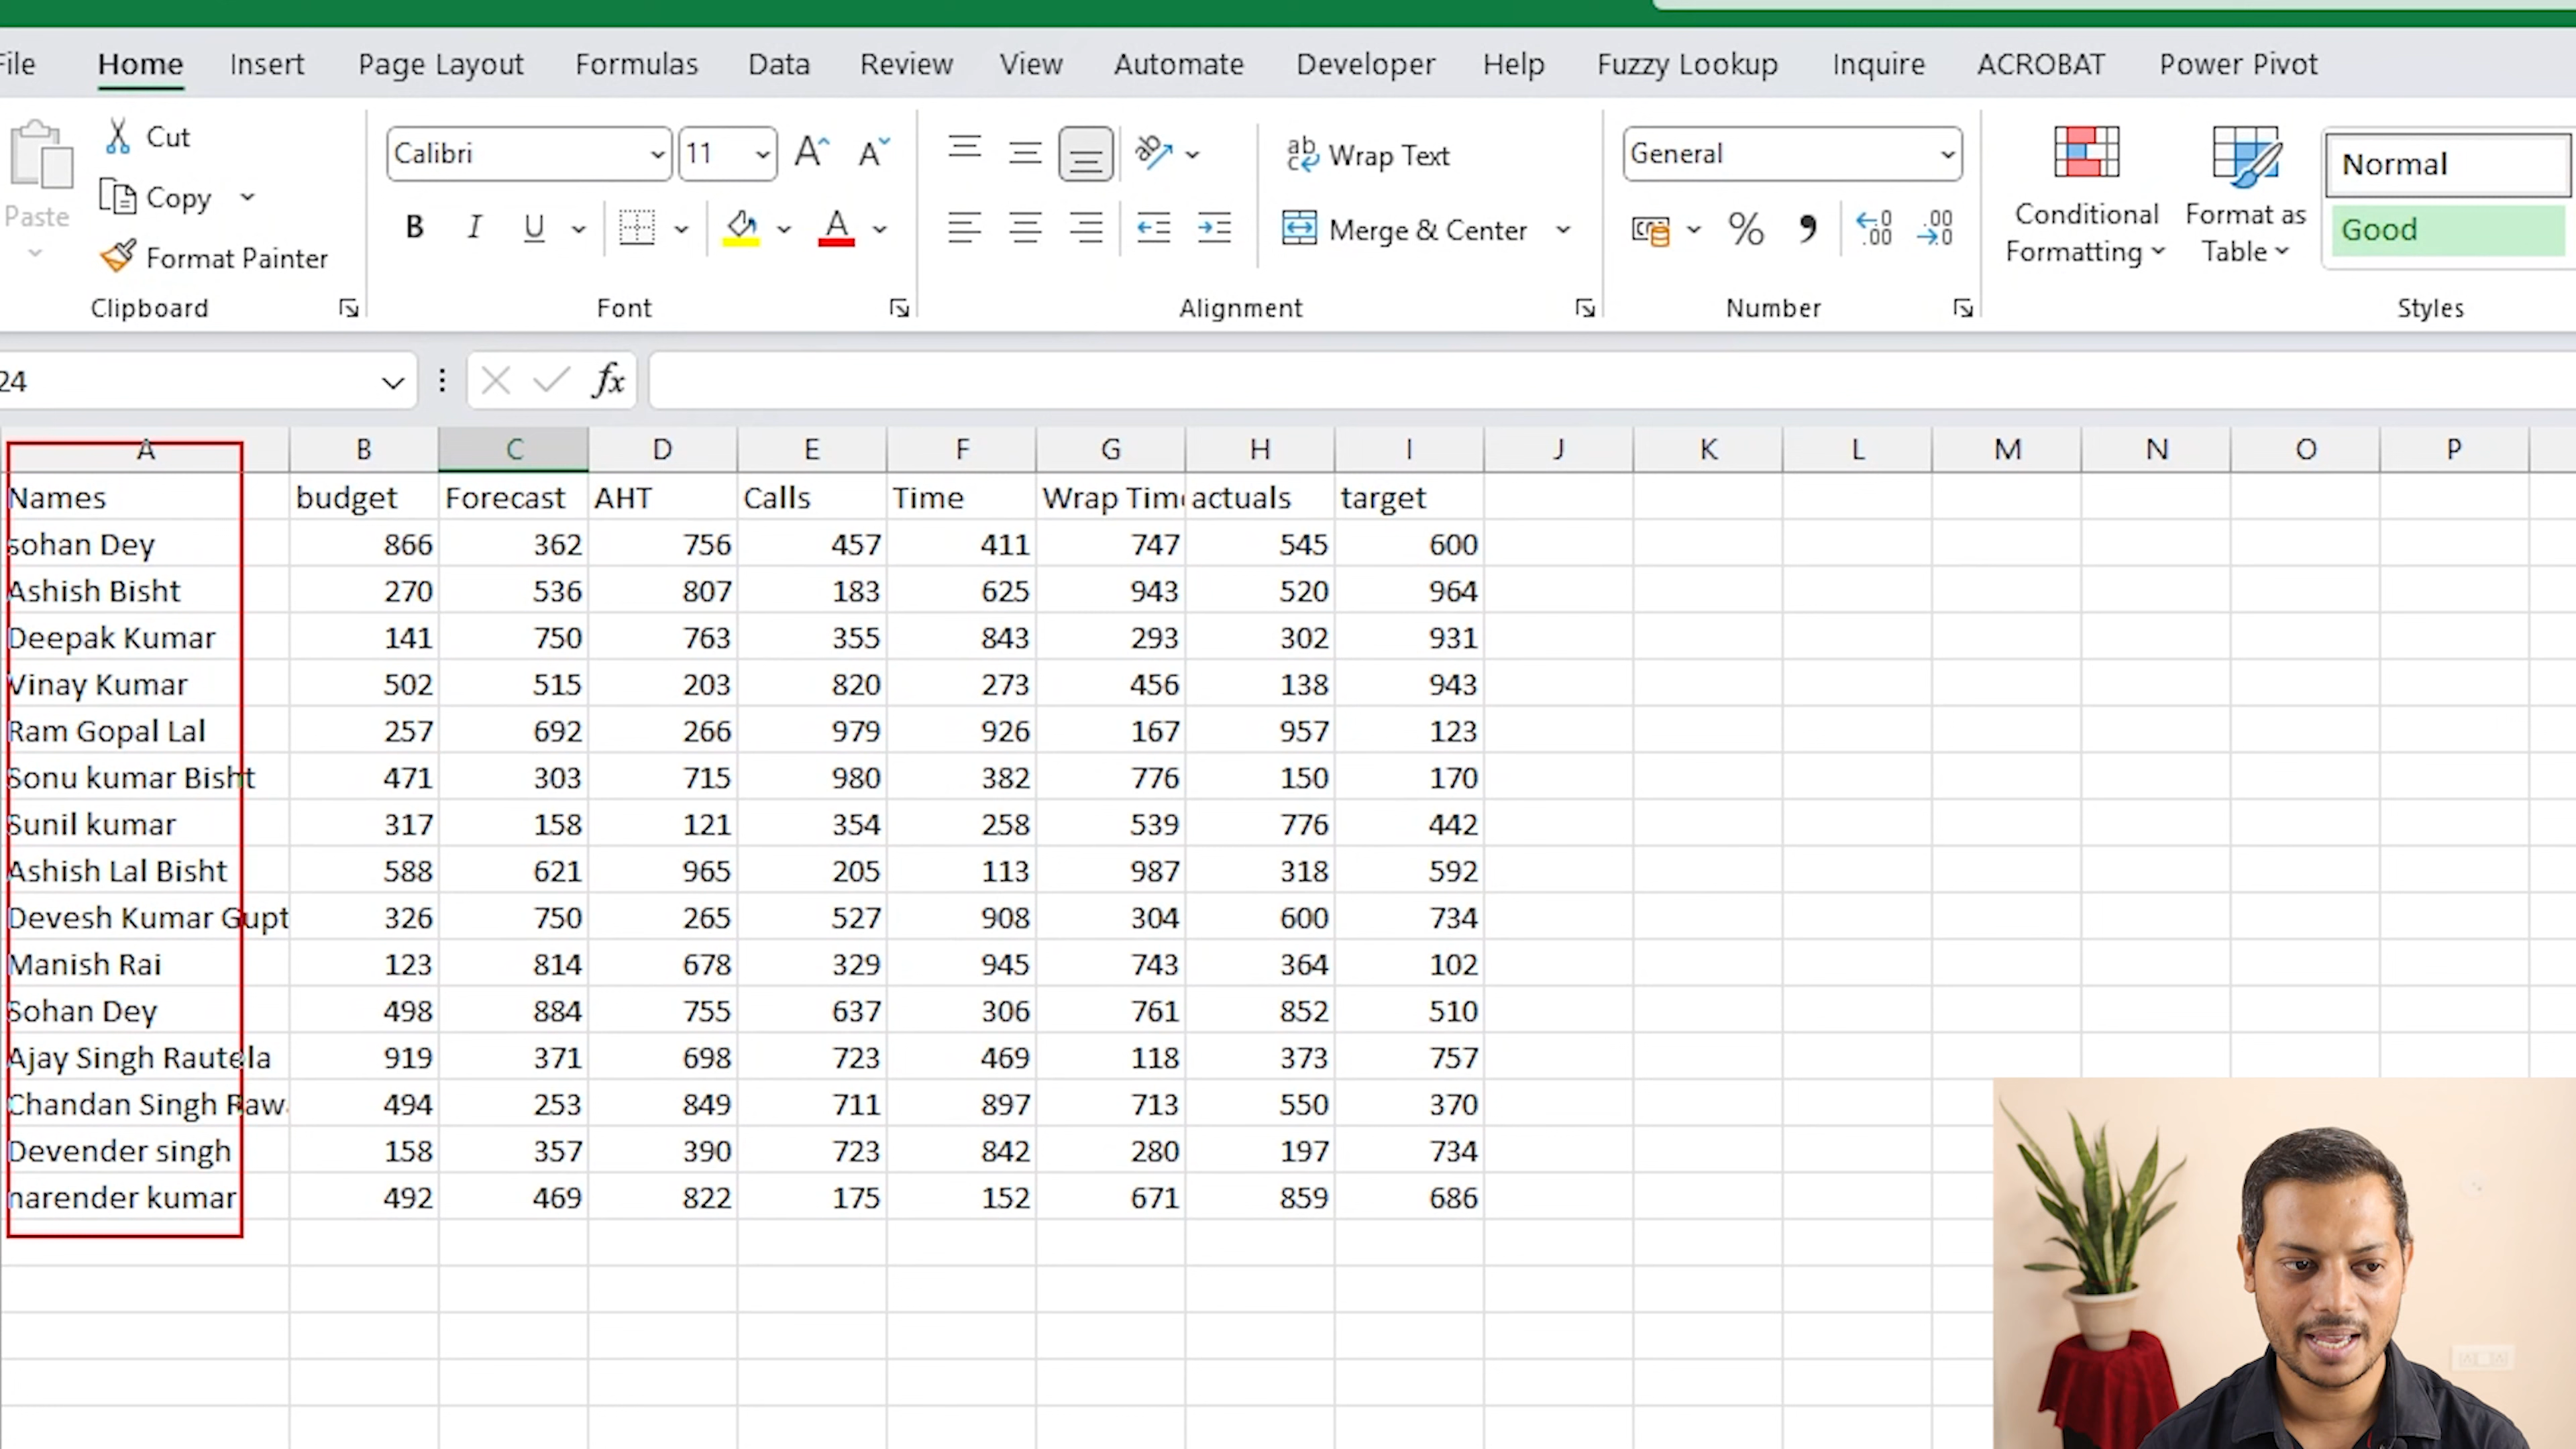 File Home Insert Page Layout Formulas Data Review View Automate Developer Help Fuzzy Lookup Inquire ACROBAT Power Pivot
Cut
Copy
Paste
Format Painter
Clipboard
Calibri 11
B I U A
Font
Wrap Text
Merge & Center
Alignment
General
%
Number
Conditional Formatting
Format as Table
Normal
Good
Styles
24 fx
A B C D E F G H I J K L M N O P
Names budget Forecast AHT Calls Time Wrap Tim actuals target
sohan Dey 866 362 756 457 411 747 545 600
Ashish Bisht 270 536 807 183 625 943 520 964
Deepak Kumar 141 750 763 355 843 293 302 931
Vinay Kumar 502 515 203 820 273 456 138 943
Ram Gopal Lal 257 692 266 979 926 167 957 123
Sonu kumar Bisht 471 303 715 980 382 776 150 170
Sunil kumar 317 158 121 354 258 539 776 442
Ashish Lal Bisht 588 621 965 205 113 987 318 592
Devesh Kumar Gupt 326 750 265 527 908 304 600 734
Manish Rai 123 814 678 329 945 743 364 102
Sohan Dey 498 884 755 637 306 761 852 510
Ajay Singh Rautela 919 371 698 723 469 118 373 757
Chandan Singh Raw 494 253 849 711 897 713 550 370
Devender singh 158 357 390 723 842 280 197 734
narender kumar 492 469 822 175 152 671 859 686